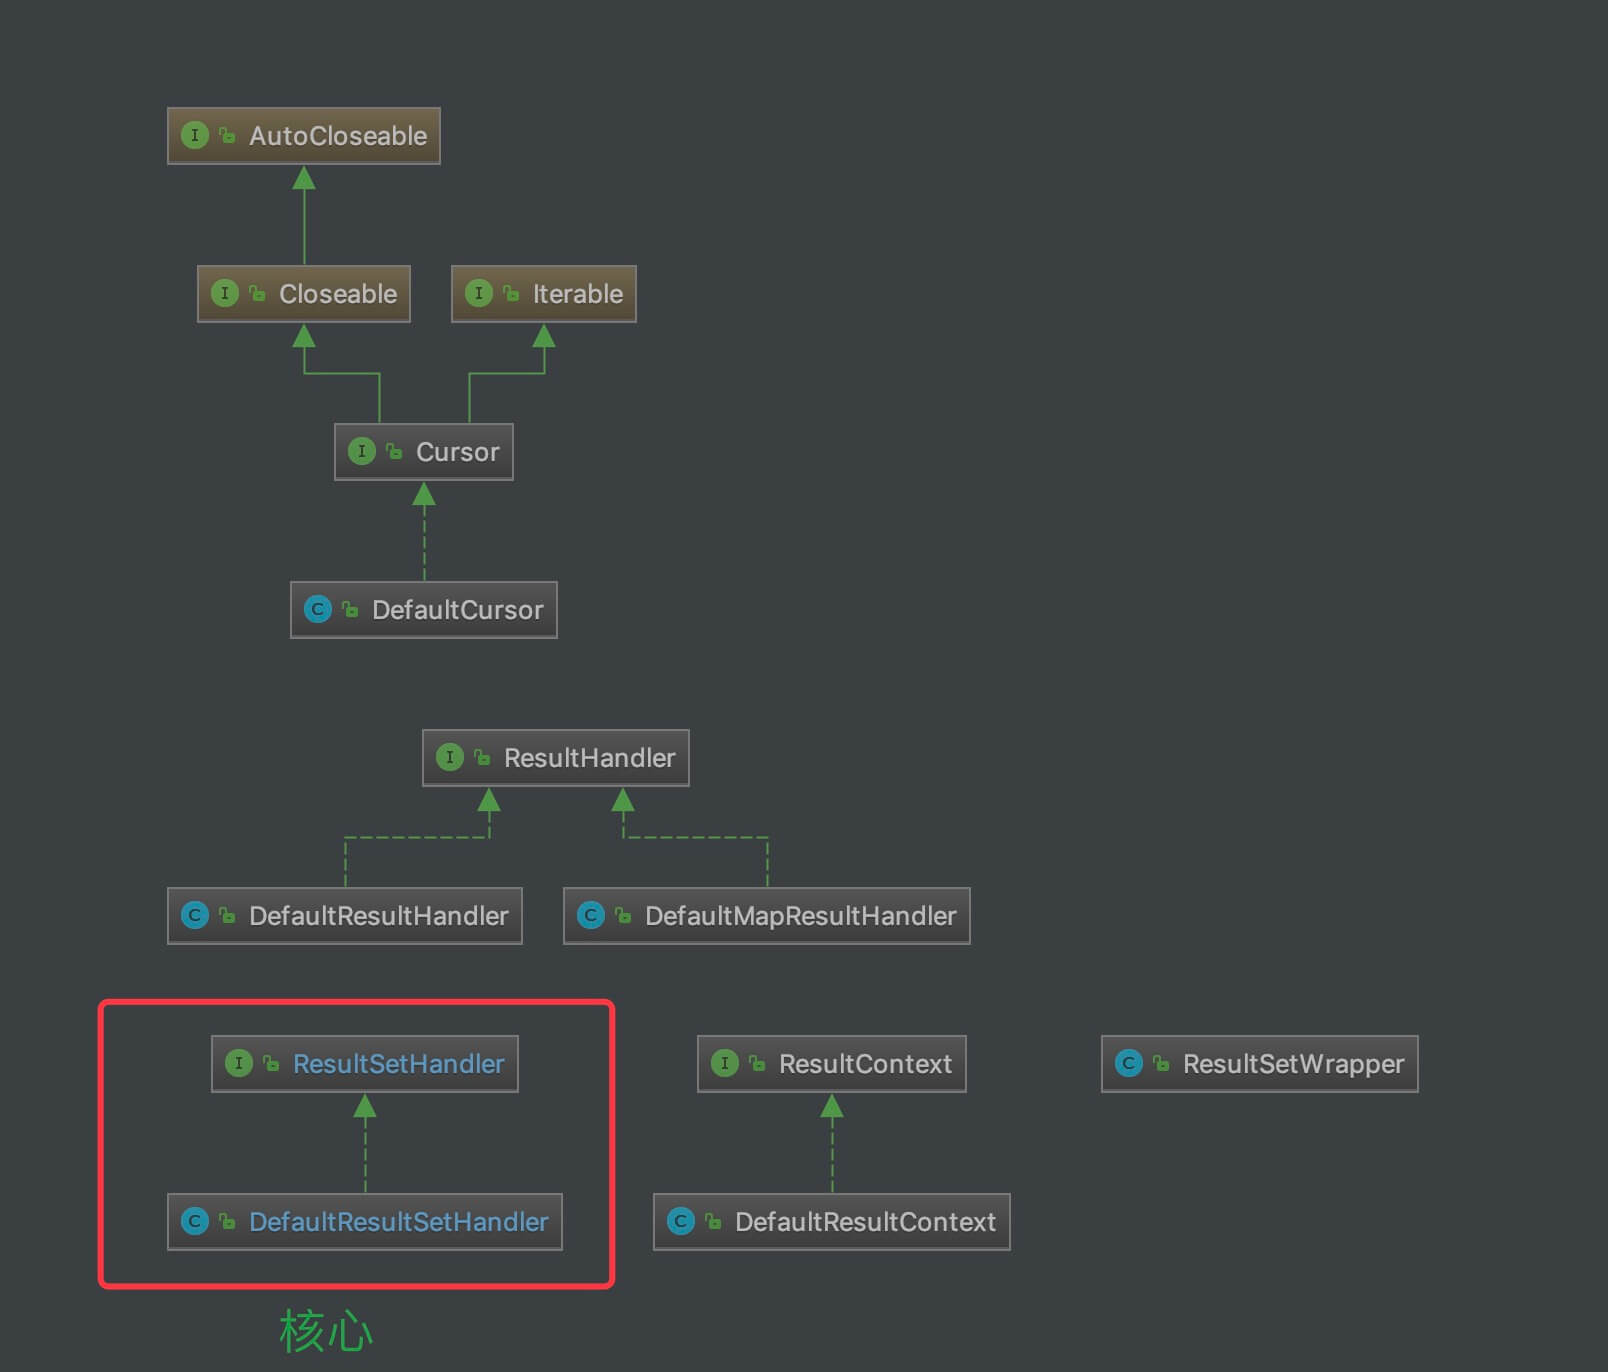 AutoCloseable
Closeable
Iterable
Cursor
DefaultCursor
ResultHandler
DefaultResultHandler
DefaultMapResultHandler
ResultSetHandler
ResultContext
ResultSetWrapper
DefaultResultSetHandler
DefaultResultContext
核心